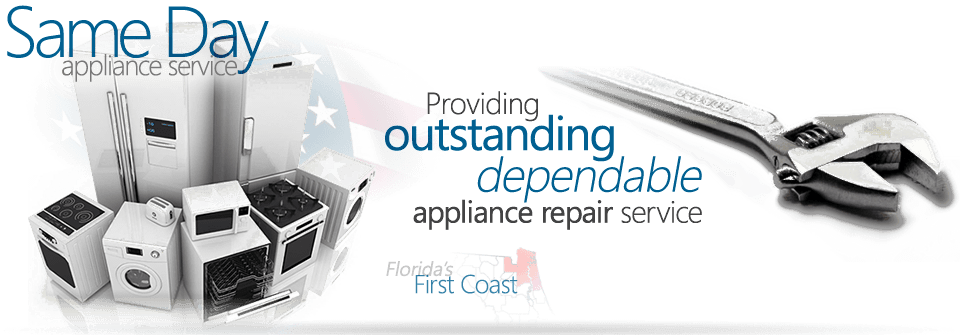 Same Day
appliance service
Providing
outstanding
dependable
appliance repair service
Florida's
First Coast